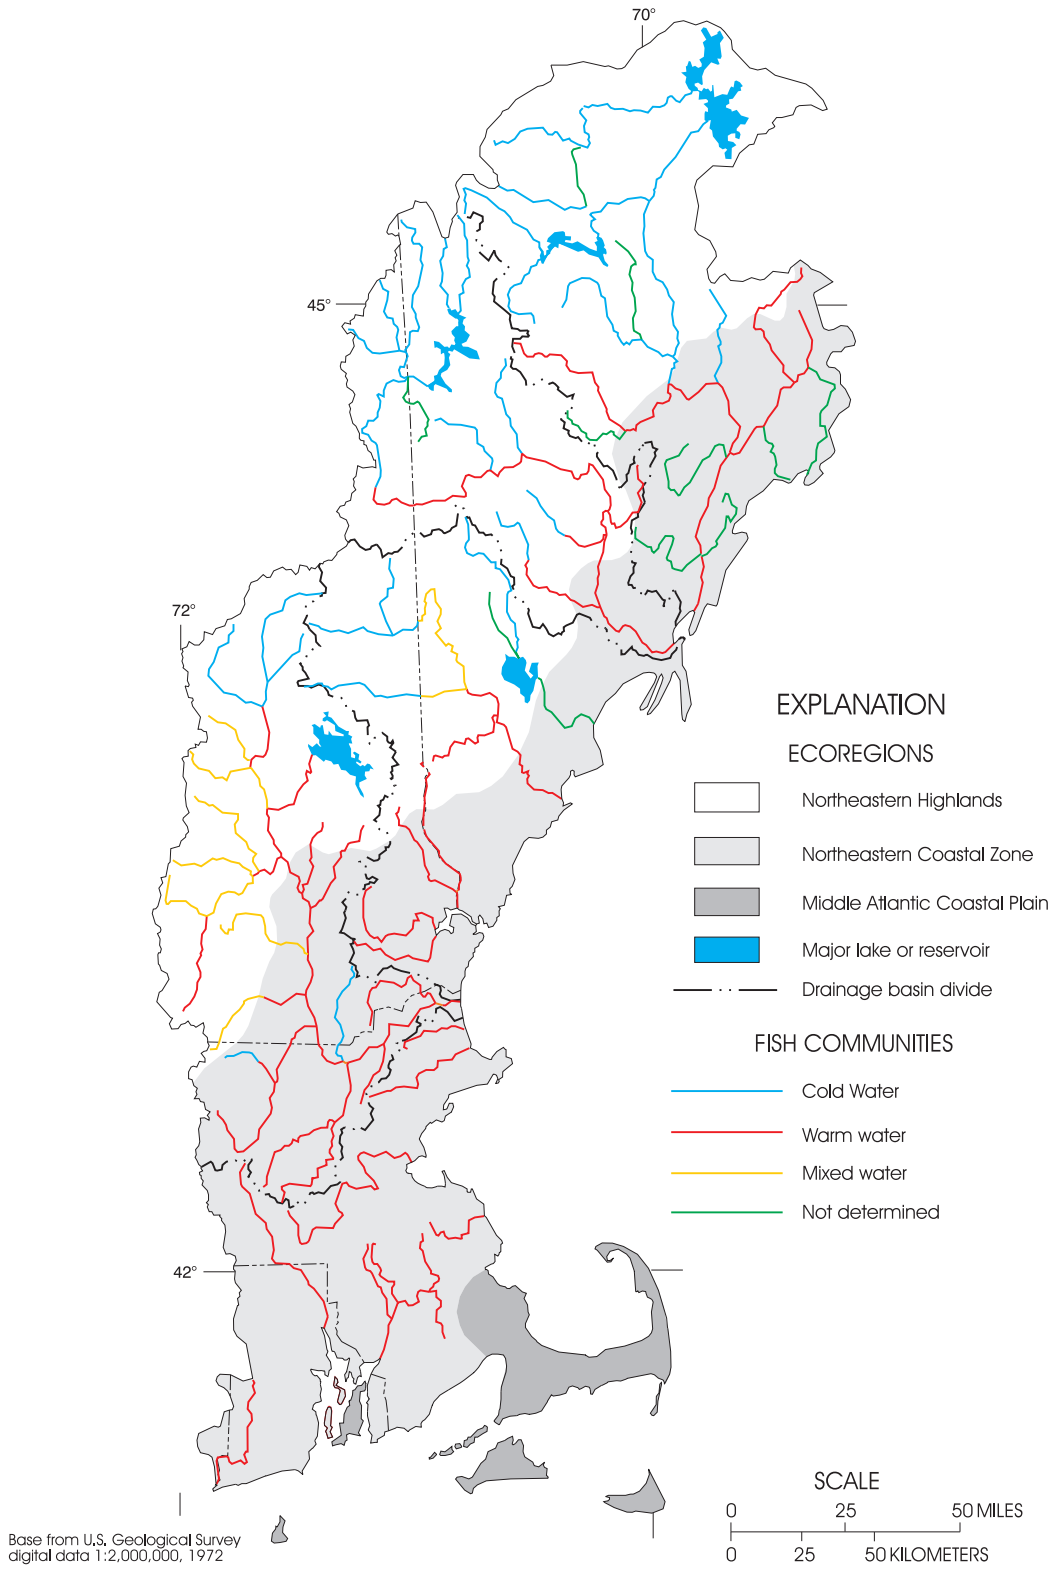 70°
45°
72°
EXPLANATION
ECOREGIONS
Northeastern Highlands
Northeastern Coastal Zone
Middle Atlantic Coastal Plain
Major lake or reservoir
Drainage basin divide
FISH COMMUNITIES
Cold Water
Warm water
Mixed water
Not determined
42°
SCALE
0 25 50 MILES
0 25 50 KILOMETERS
Base from U.S. Geological Survey
digital data 1:2,000,000, 1972